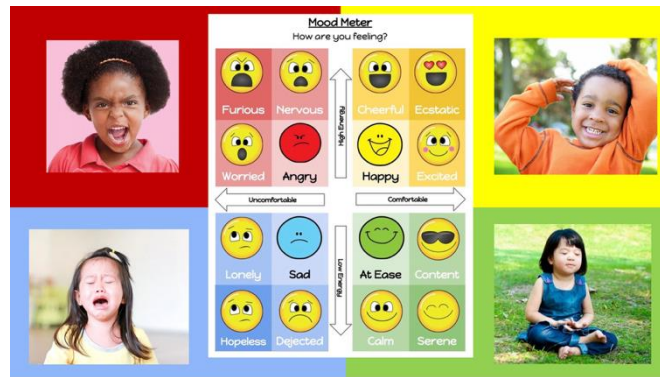 Mood Meter
How are you feeling?
Furious Nervous Cheerful Ecstatic
High Energy
Worried Angry Happy Excited
Uncomfortable Comfortable
Lonely Sad At Ease Content
Low Energy
Hopeless Dejected Calm Serene